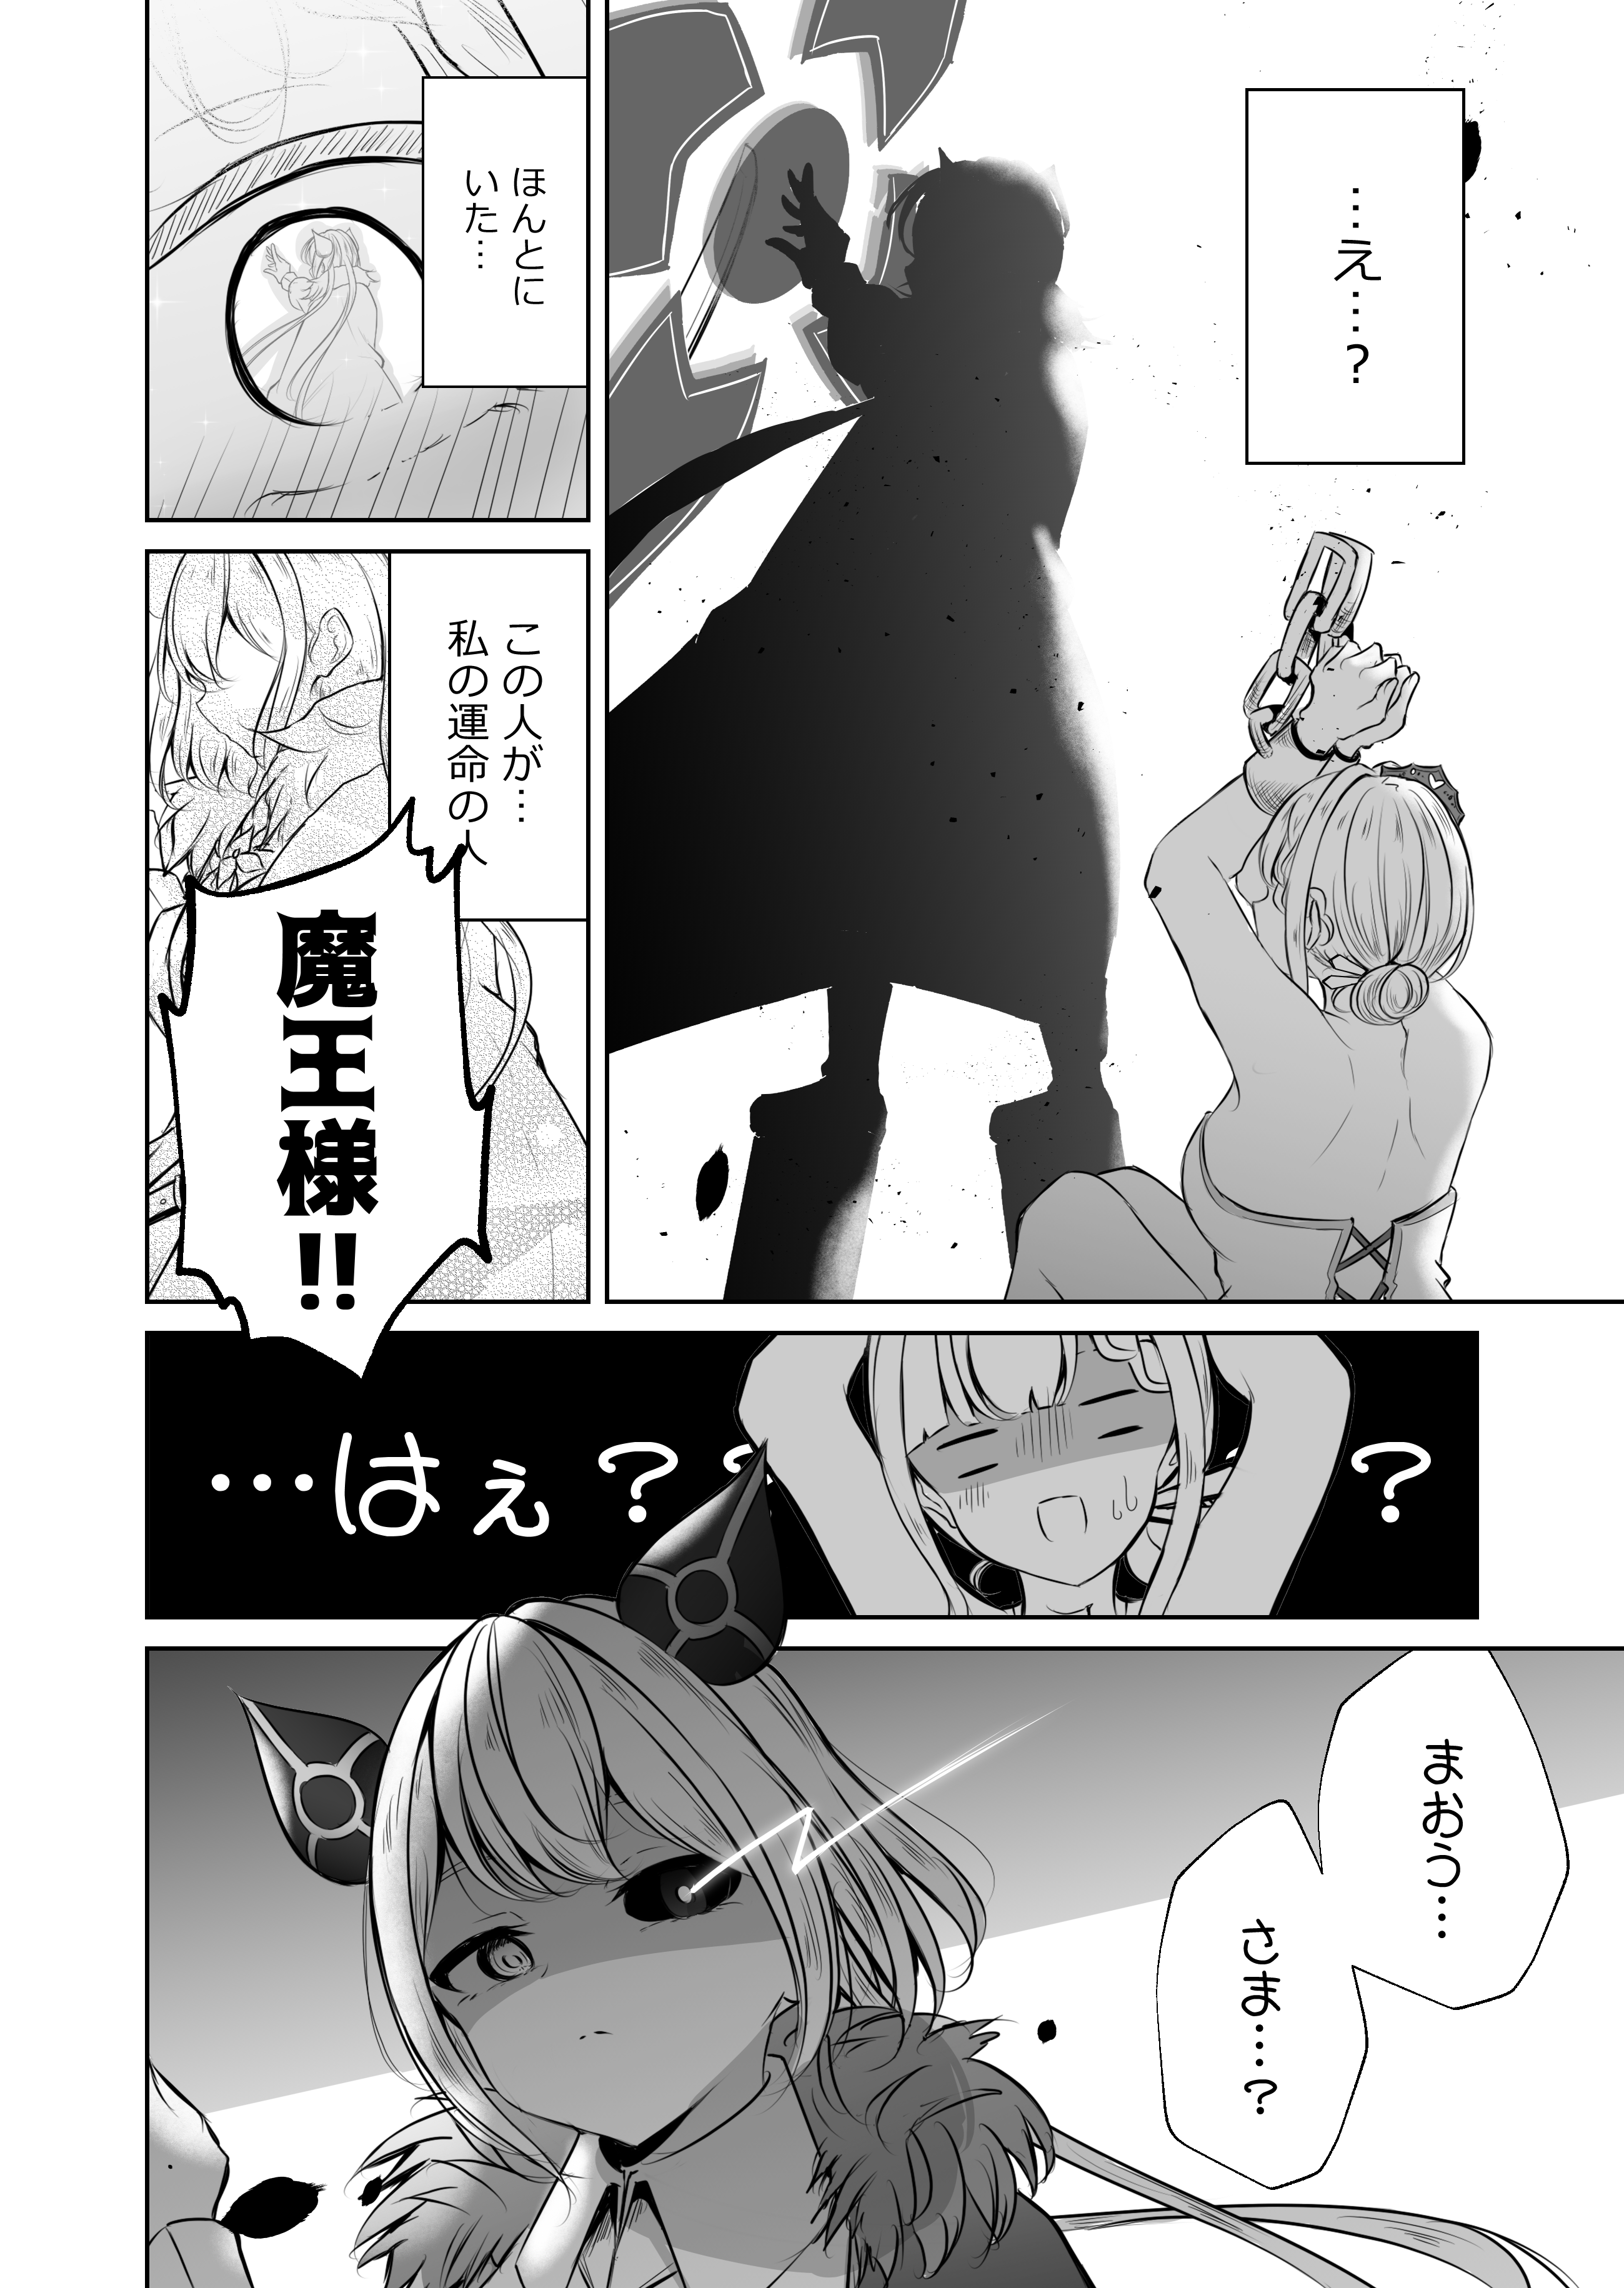 …え…?
ほんとに
いた…
この人が…
私の運命の人
魔王様!!
…はぇ???
まおう…
さま…?